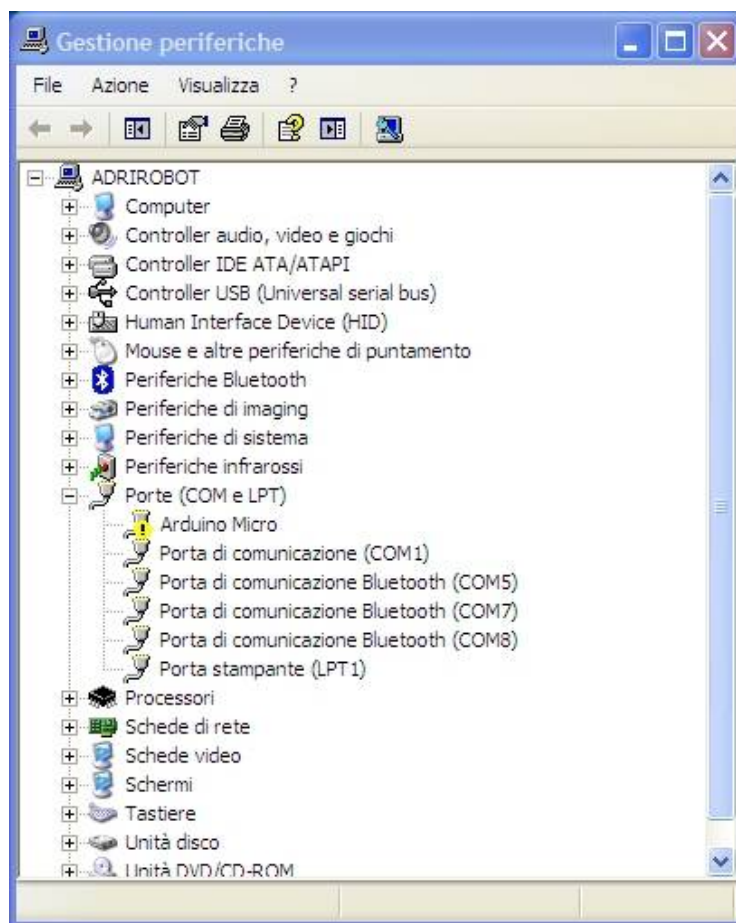 Gestione periferiche
File Azione Visualizza ?
ADRIROBOT
Computer
Controller audio, video e giochi
Controller IDE ATA/ATAPI
Controller USB (Universal serial bus)
Human Interface Device (HID)
Mouse e altre periferiche di puntamento
Periferiche Bluetooth
Periferiche di imaging
Periferiche di sistema
Periferiche infrarossi
Porte (COM e LPT)
Arduino Micro
Porta di comunicazione (COM1)
Porta di comunicazione Bluetooth (COM5)
Porta di comunicazione Bluetooth (COM7)
Porta di comunicazione Bluetooth (COM8)
Porta stampante (LPT1)
Processori
Schede di rete
Schede video
Schermi
Tastiere
Unità disco
Unità DVD/CD-ROM